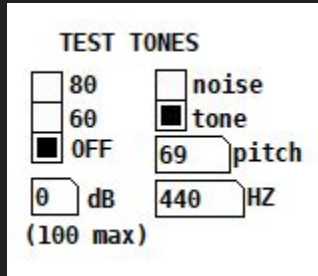 TEST TONES
80 noise
60 tone
OFF 69 pitch
0 dB 440 HZ
(100 max)